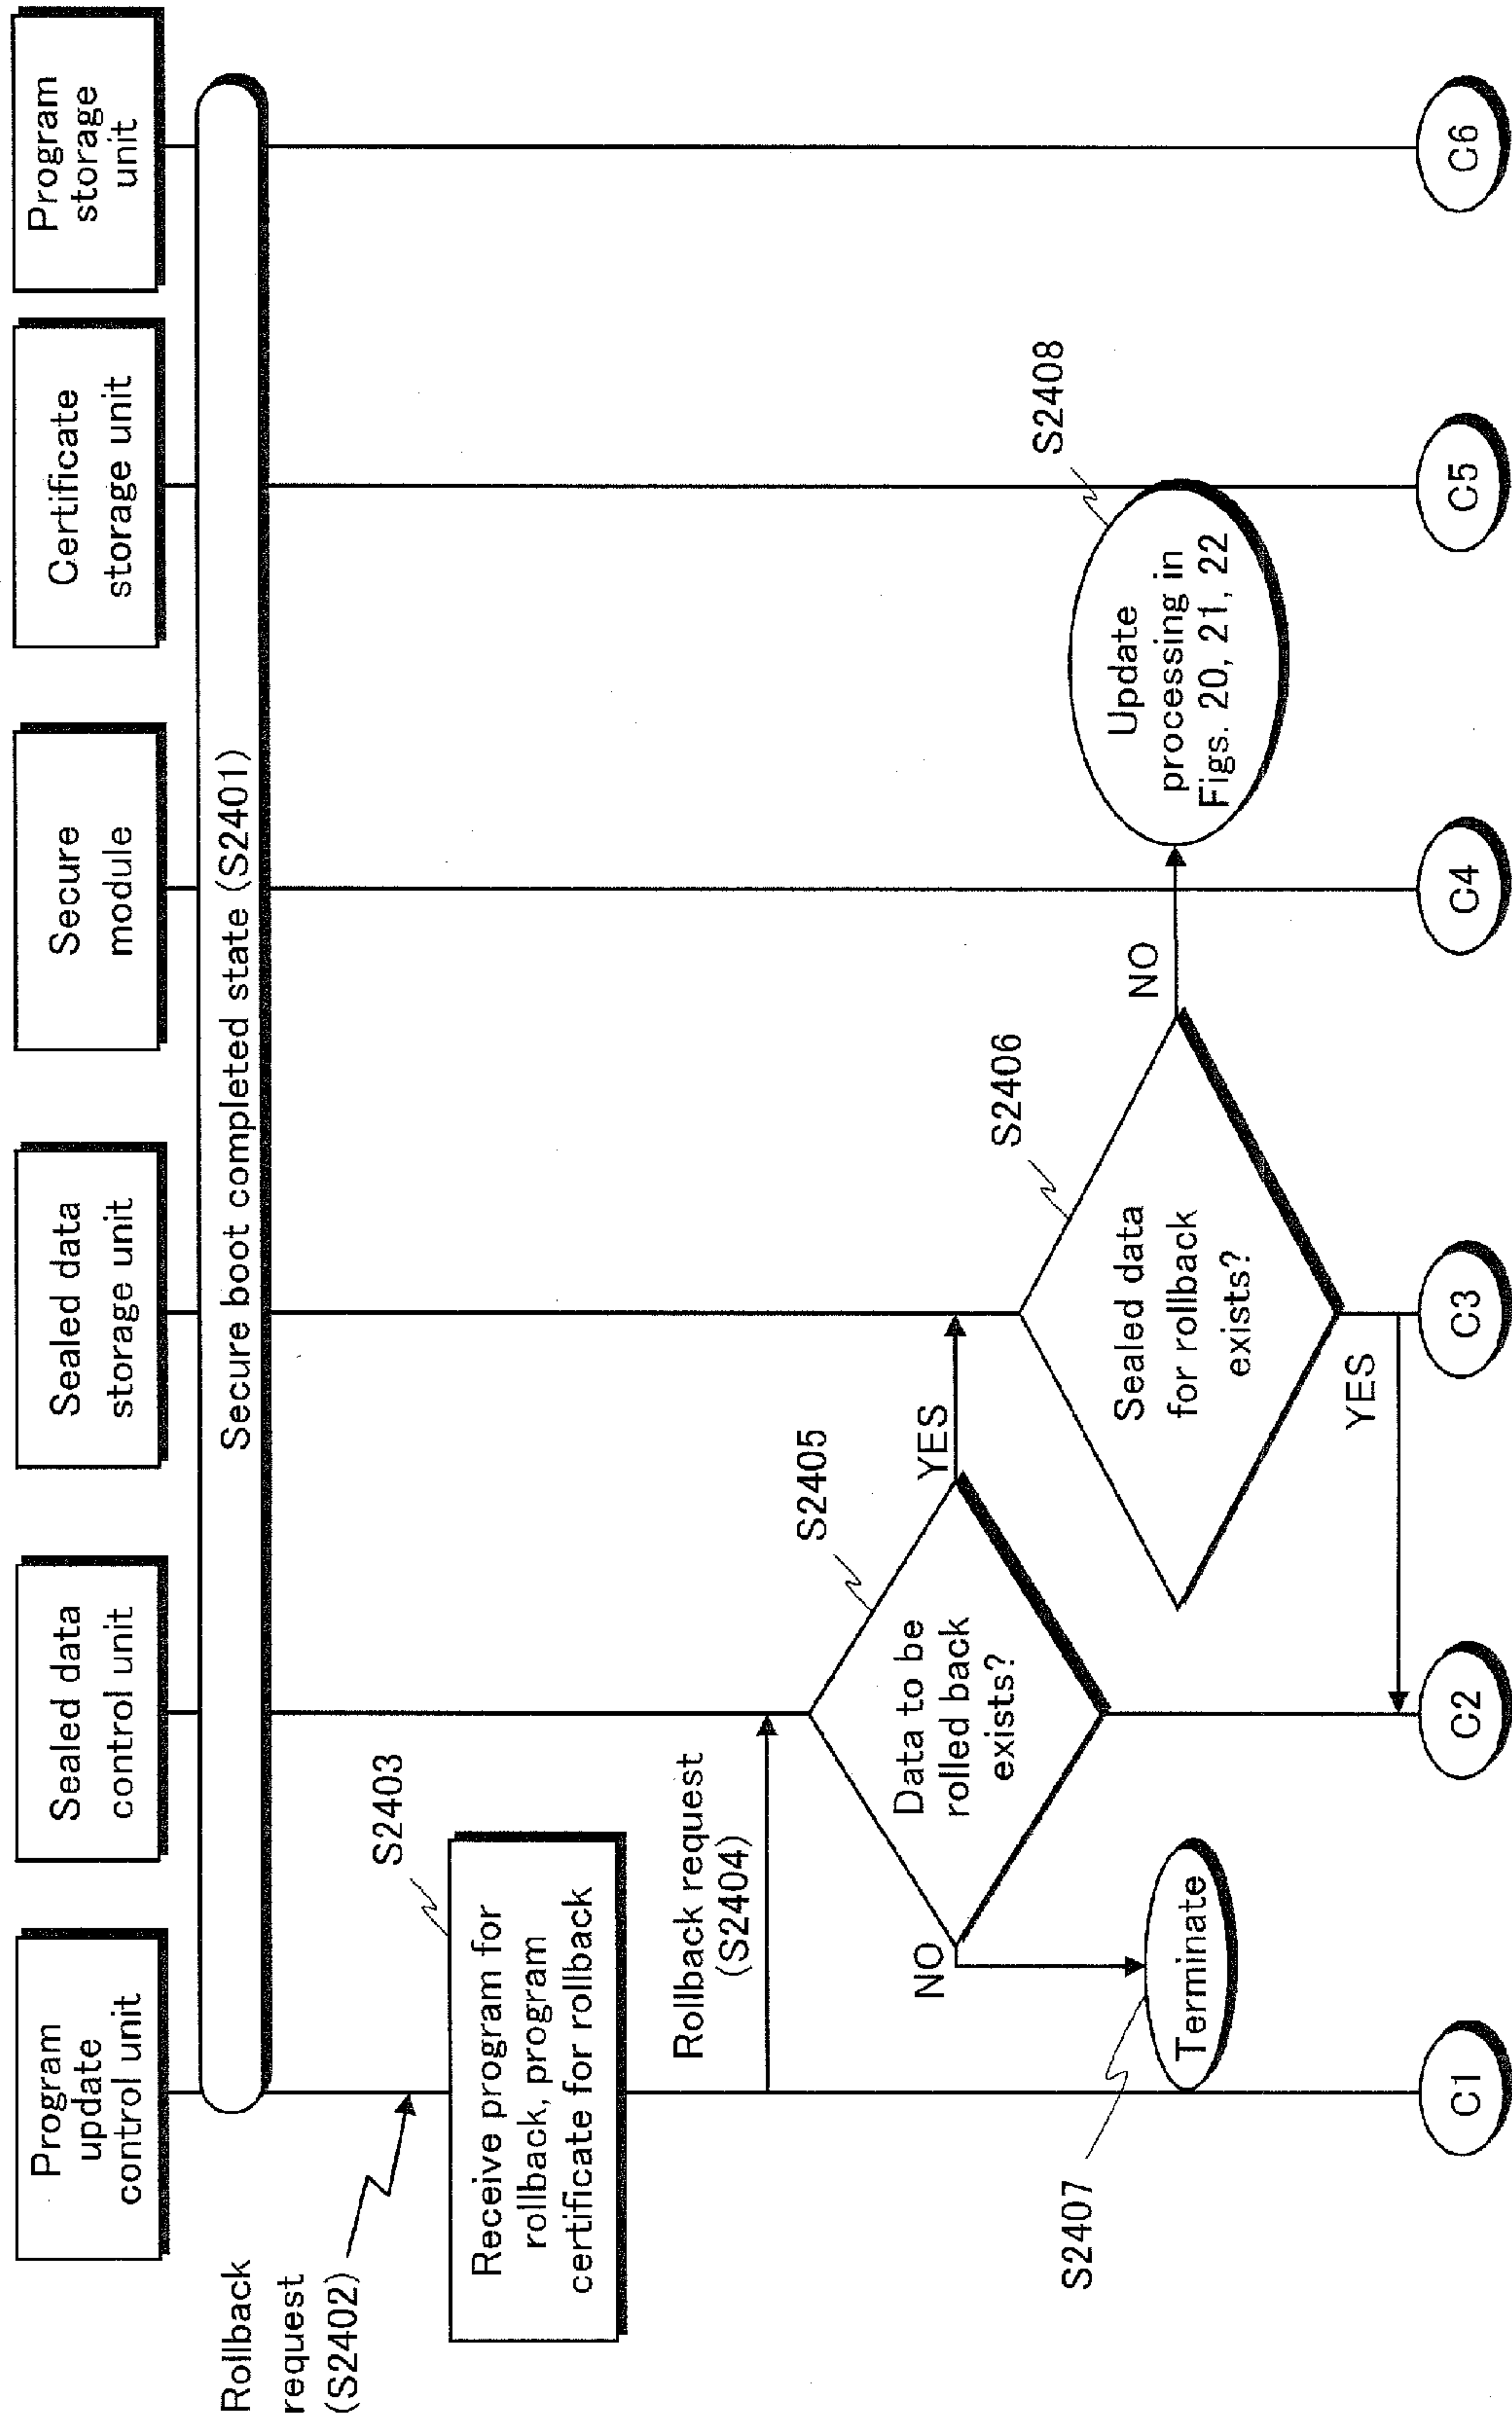 Program
update
control unit
Sealed data
control unit
Sealed data
storage unit
Secure
module
Certificate
storage unit
Program
storage
unit
Secure boot completed state (S2401)
Rollback
request
(S2402)
S2403
Receive program for
rollback, program
certificate for rollback
Rollback request
(S2404)
S2405
Data to be
rolled back
exists?
YES
NO
S2407
Terminate
S2406
Sealed data
for rollback
exists?
NO
YES
S2408
Update
processing in
Figs. 20, 21, 22
C1
C2
C3
C4
C5
C6